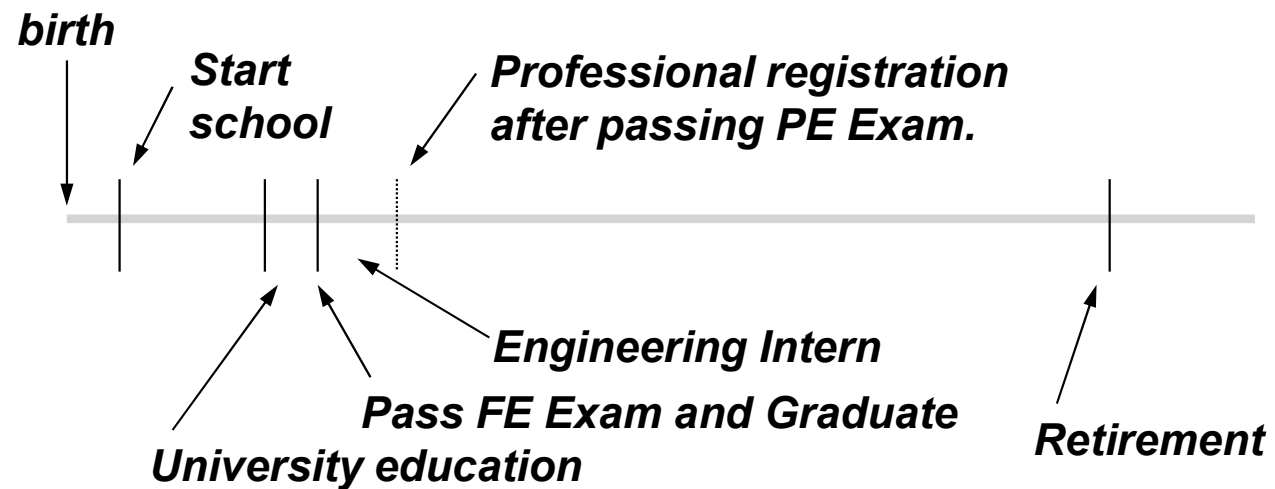 birth
Start
school
Professional registration
after passing PE Exam.
Engineering Intern
Pass FE Exam and Graduate
University education
Retirement